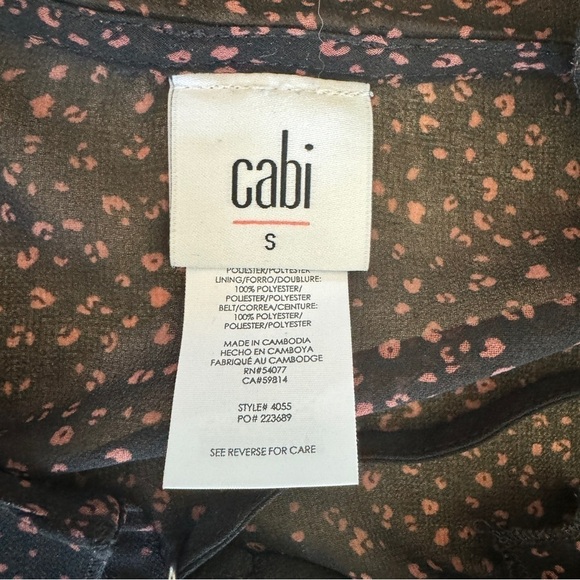 cabi
S
POLIESTER/POLYESTER
LINING/FORRO/DOUBLURE:
100% POLYESTER/
POLIESTER/POLYESTER
BELT/CORREA/CEINTURE:
100% POLYESTER/
POLIESTER/POLYESTER
MADE IN CAMBODIA
HECHO EN CAMBOYA
FABRIQUÉ AU CAMBODGE
RN#54077
CA#59814
STYLE# 4055
PO# 223689
SEE REVERSE FOR CARE